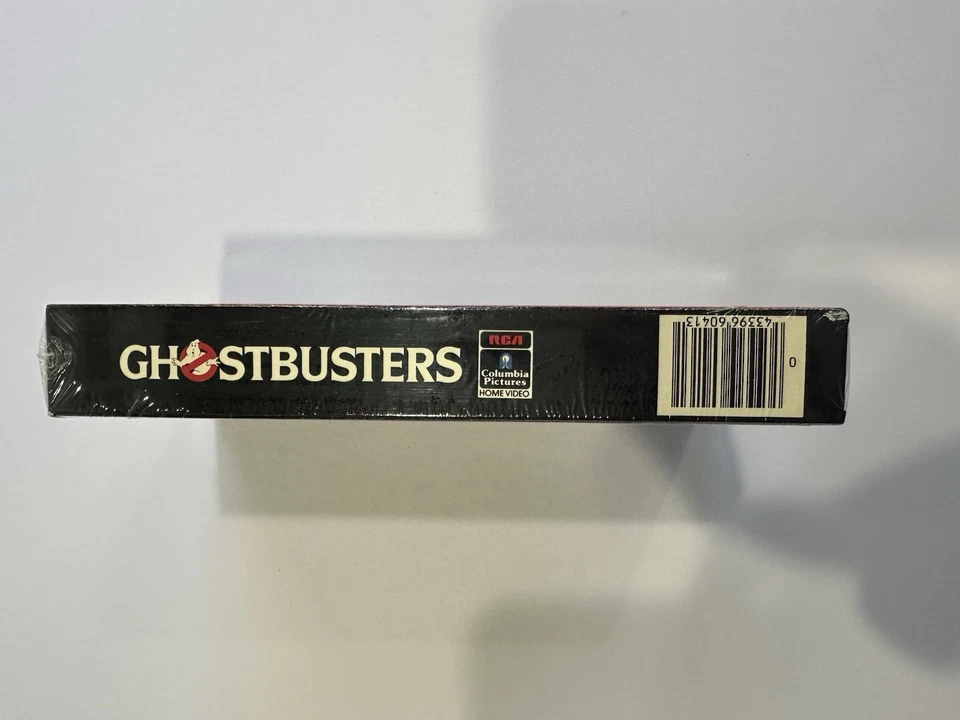 GHOSTBUSTERS
RCA
Columbia
Pictures
HOME VIDEO
0
43396 60413